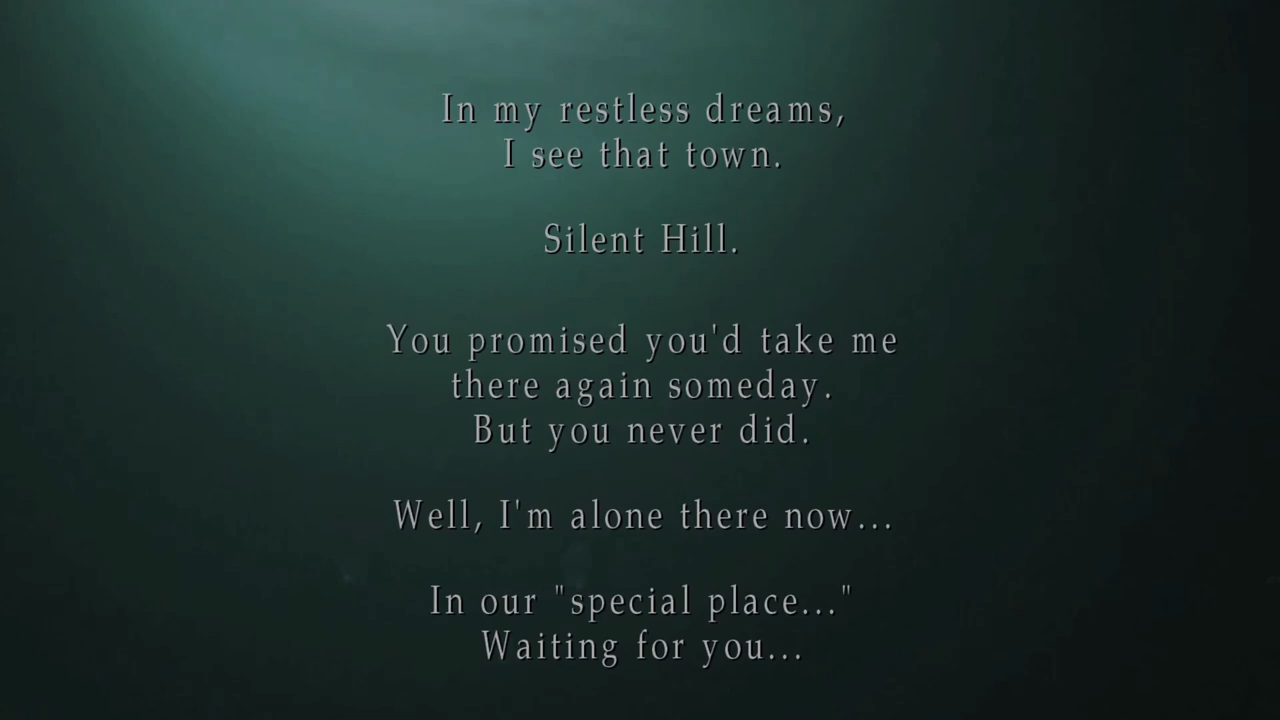 In my restless dreams,
I see that town.
Silent Hill.
You promised you'd take me
there again someday.
But you never did.
Well, I'm alone there now...
In our "special place..."
Waiting for you...